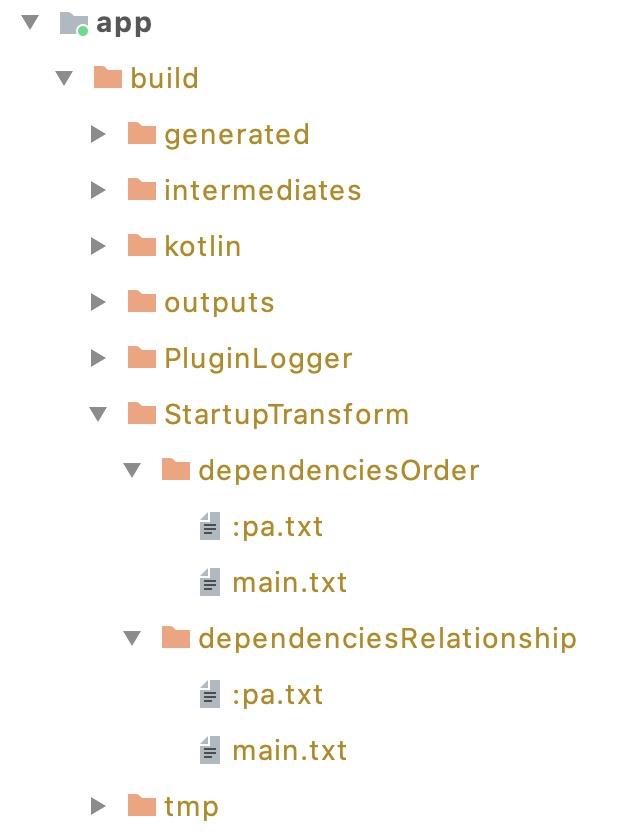 app
build
generated
intermediates
kotlin
outputs
PluginLogger
StartupTransform
dependenciesOrder
:pa.txt
main.txt
dependenciesRelationship
:pa.txt
main.txt
tmp